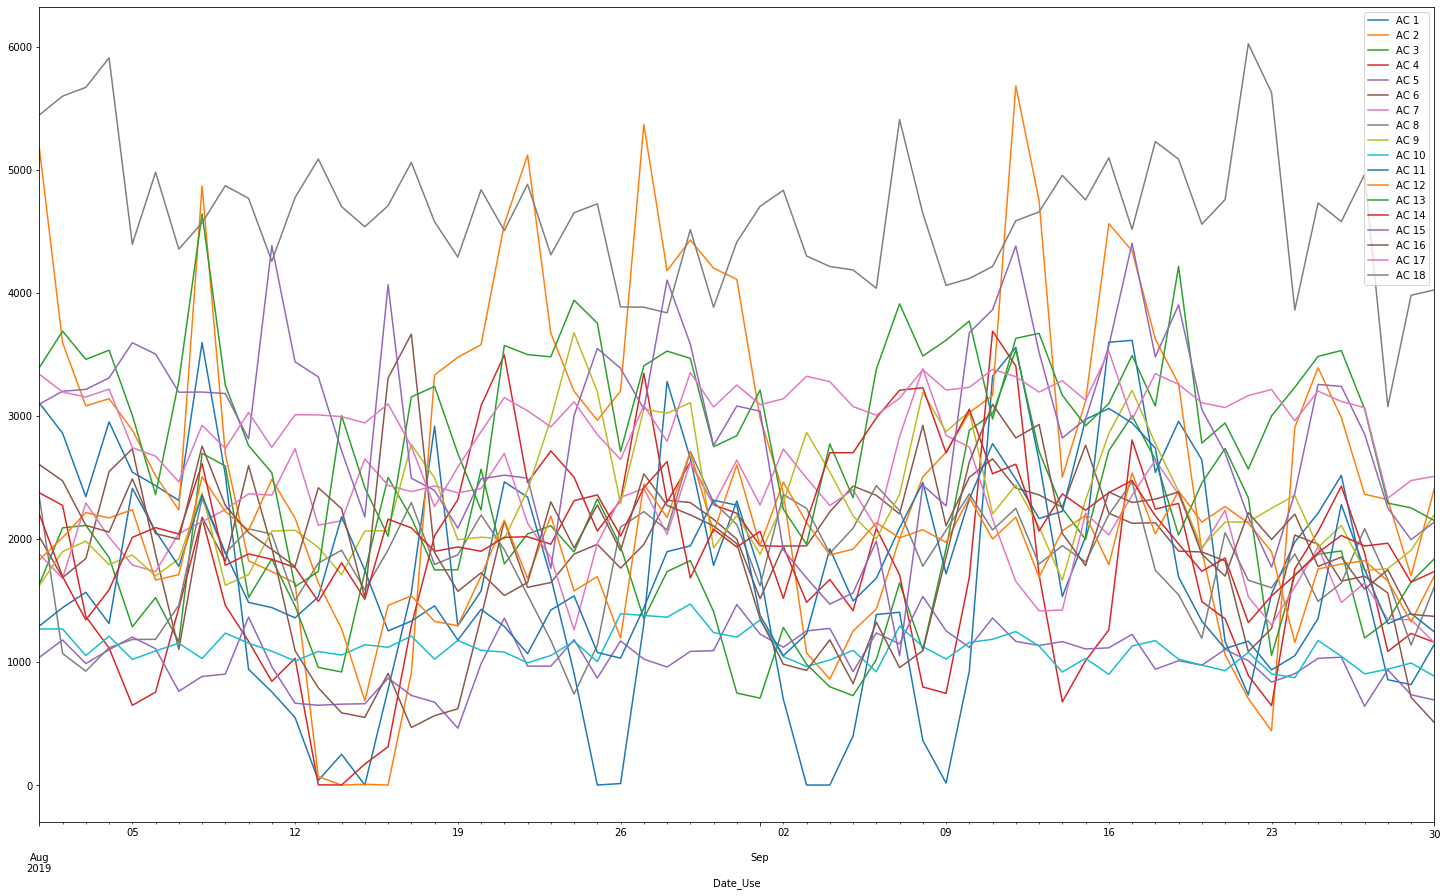 6000
5000
4000
3000
2000
1000
0
AC 1
AC 2
AC 3
AC 4
AC 5
AC 6
AC 7
AC 8
AC 9
AC 10
AC 11
AC 12
AC 13
AC 14
AC 15
AC 16
AC 17
AC 18
05 12 19 26 02 09 16 23 30
Aug Sep
2019
Date_Use